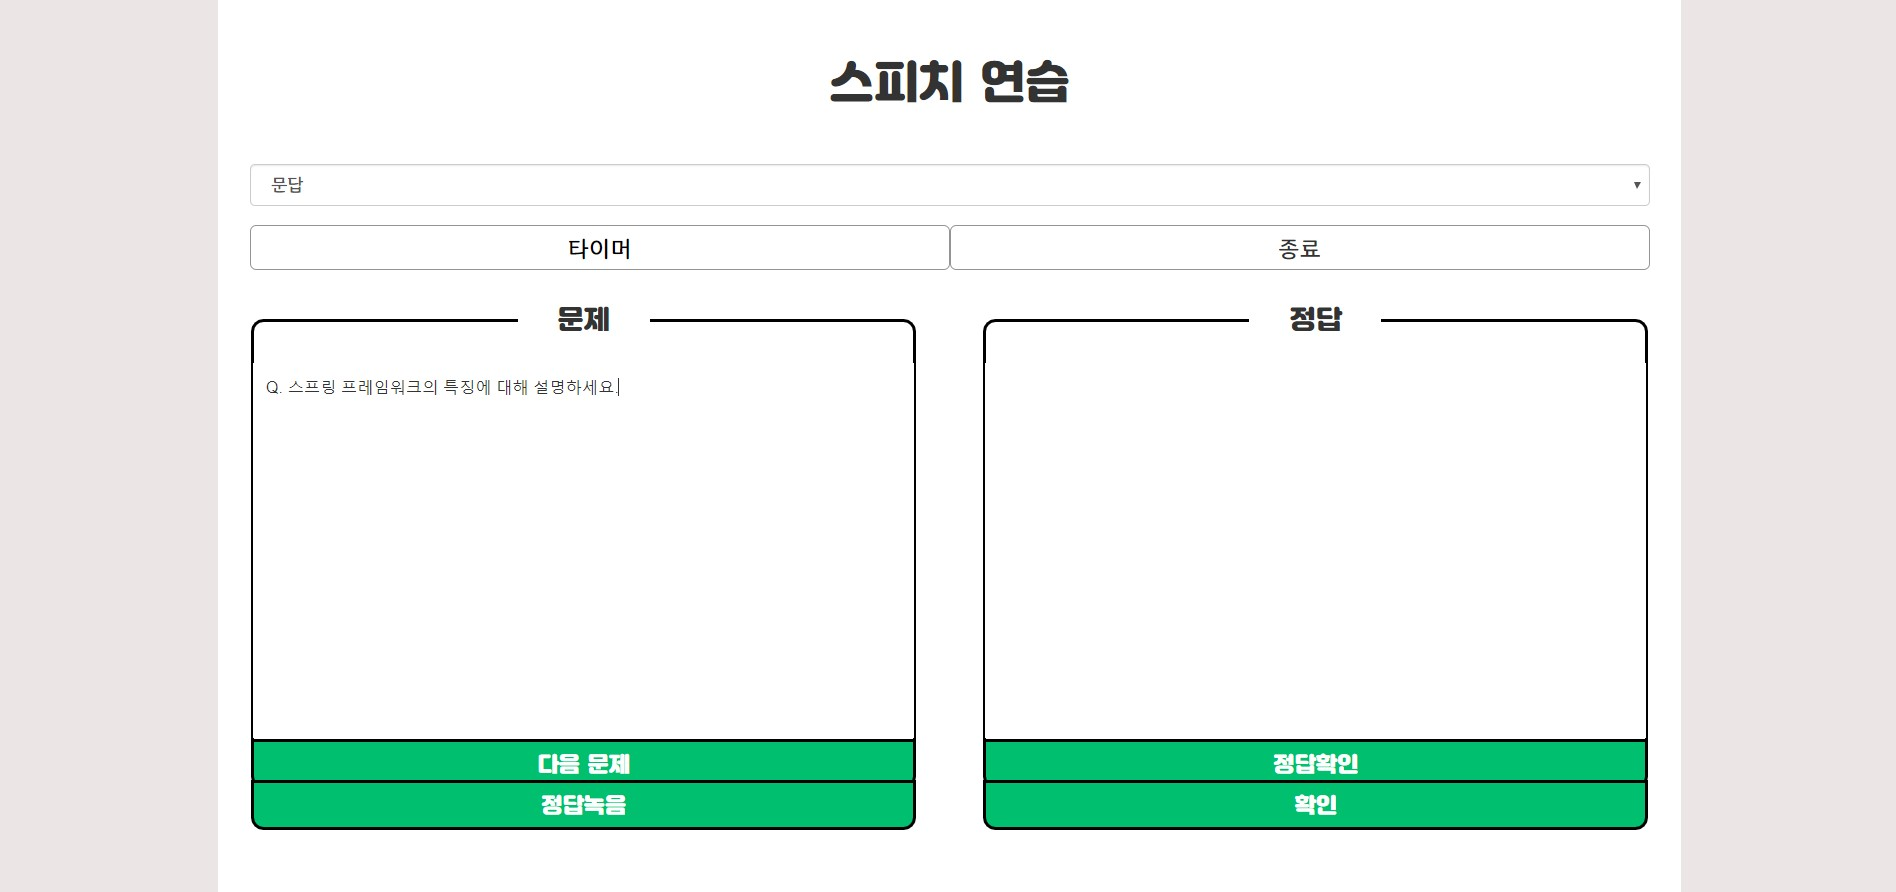 스피치 연습
문답
타이머
종료
문제
정답
Q. 스프링 프레임워크의 특징에 대해 설명하세요.
다음 문제
정답확인
정답녹음
확인